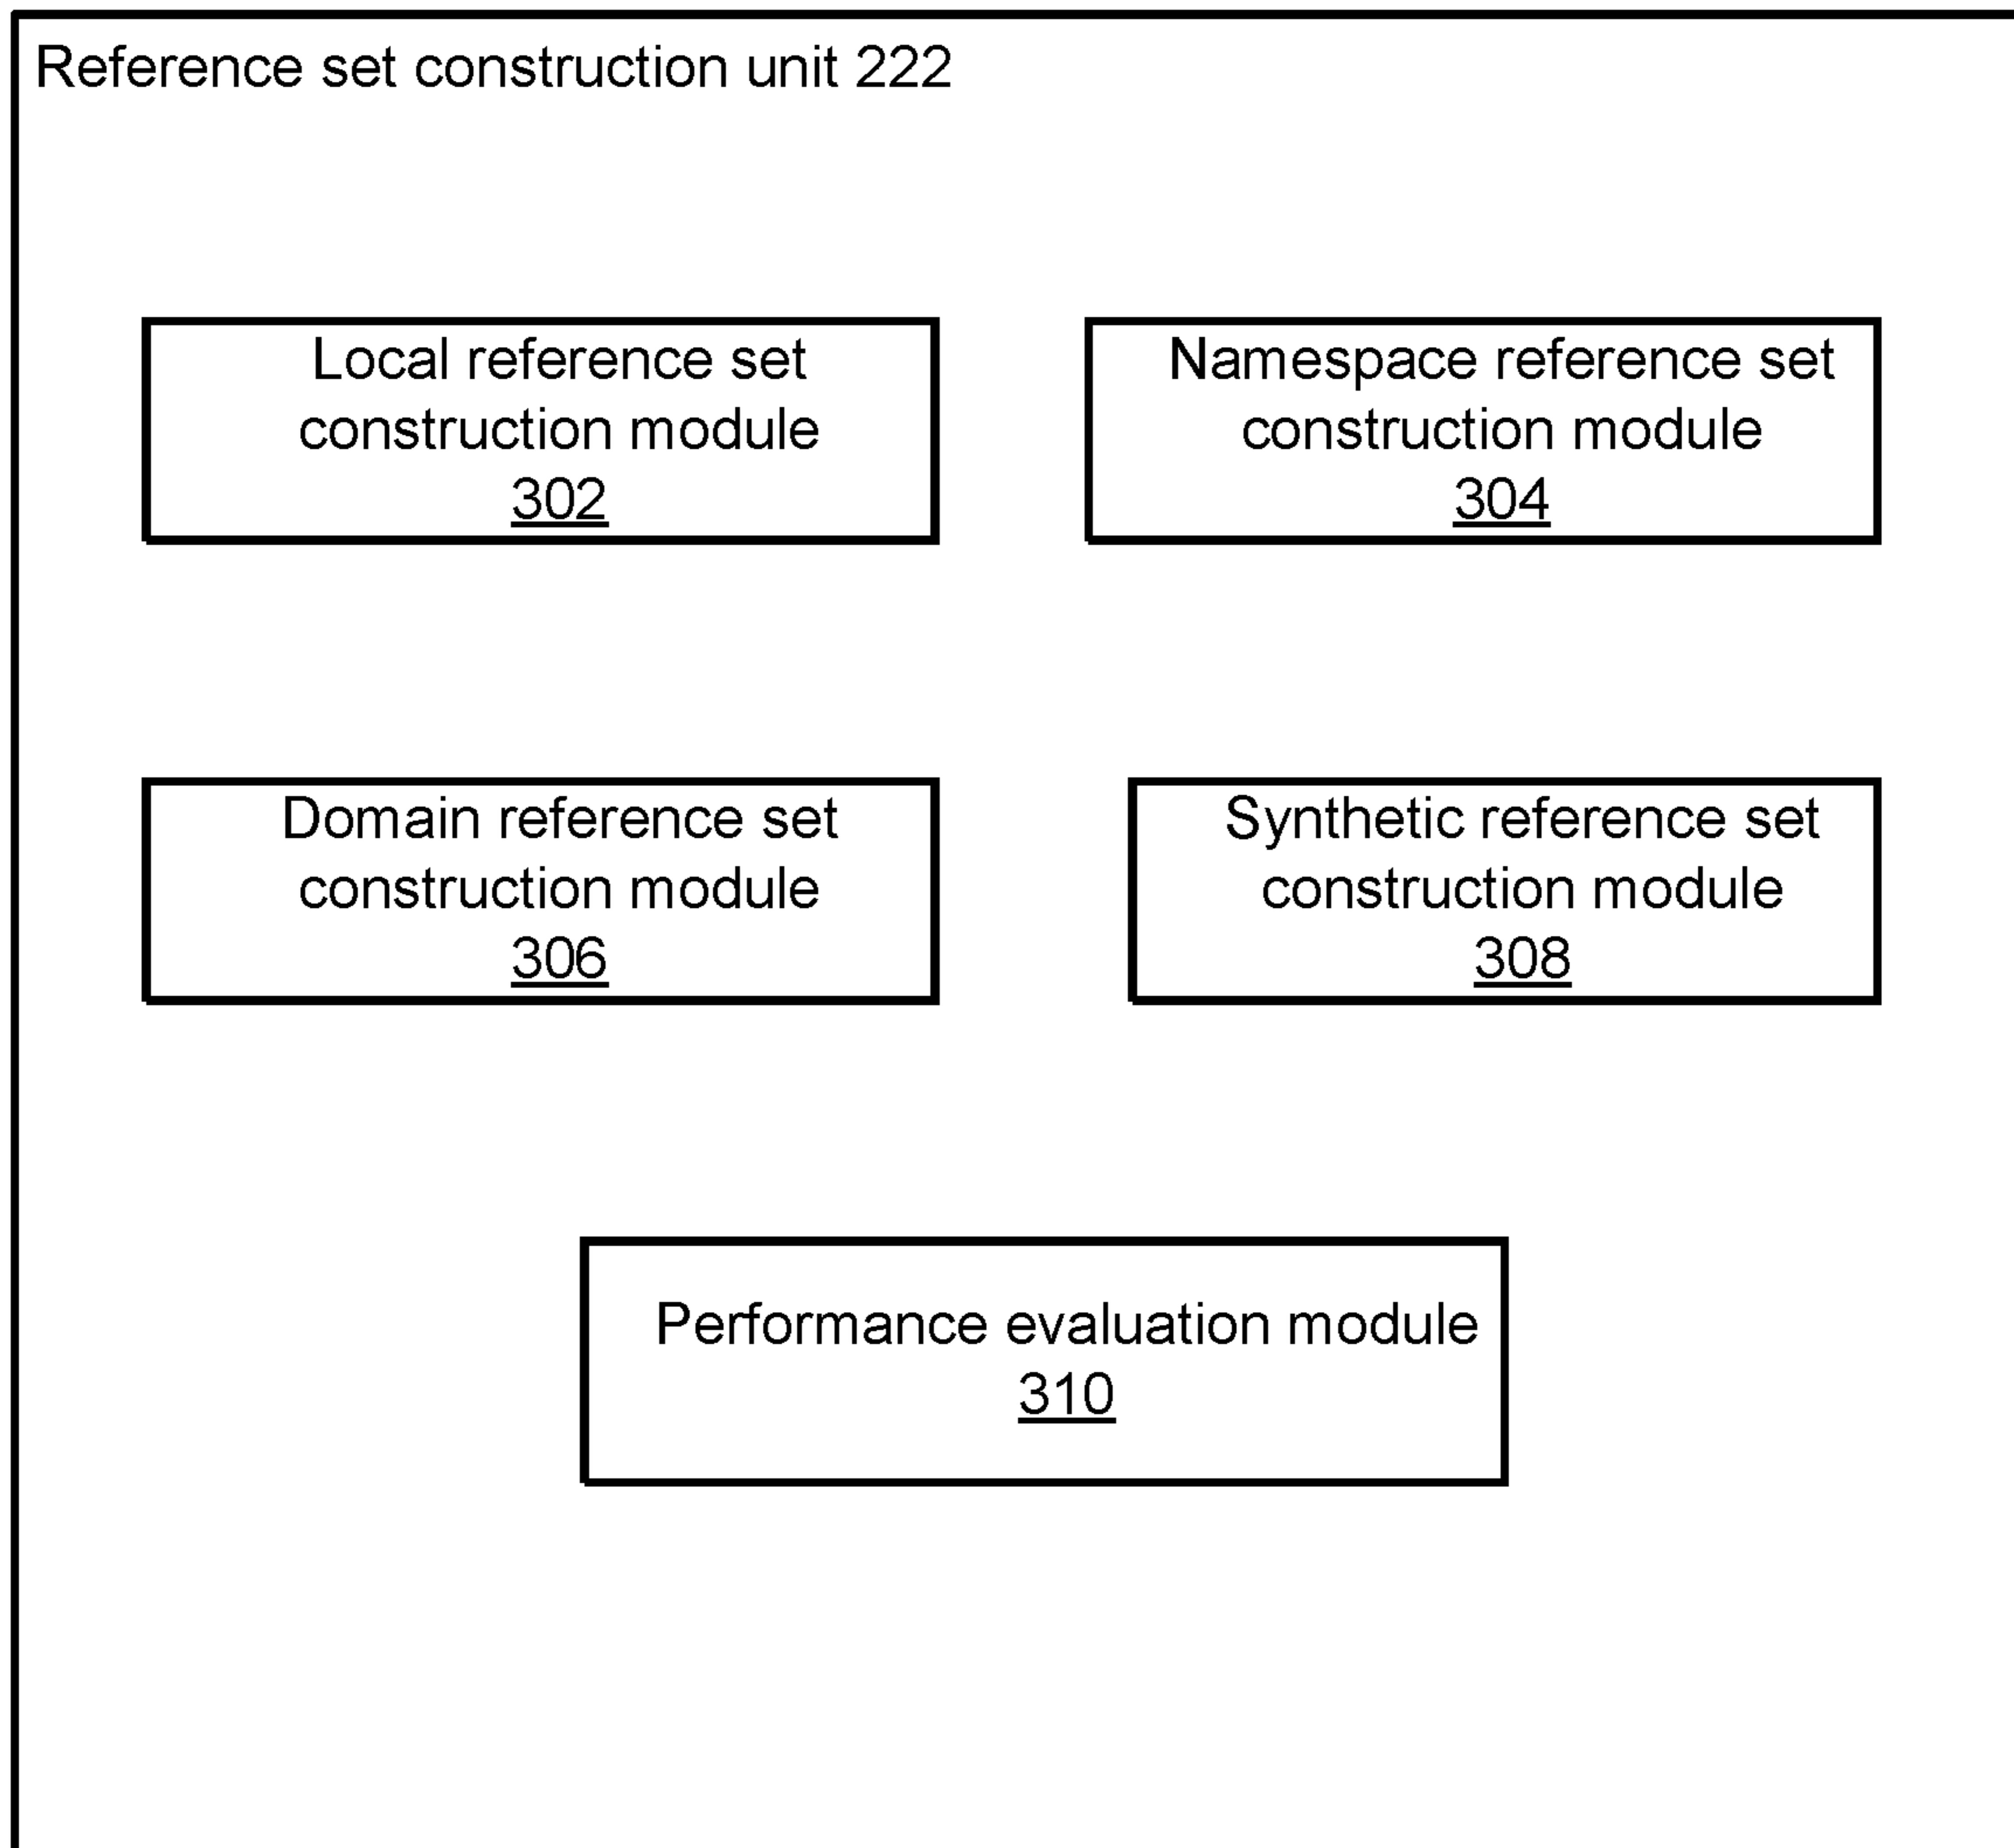 Reference set construction unit 222
Local reference set
construction module
302
Namespace reference set
construction module
304
Domain reference set
construction module
306
Synthetic reference set
construction module
308
Performance evaluation module
310